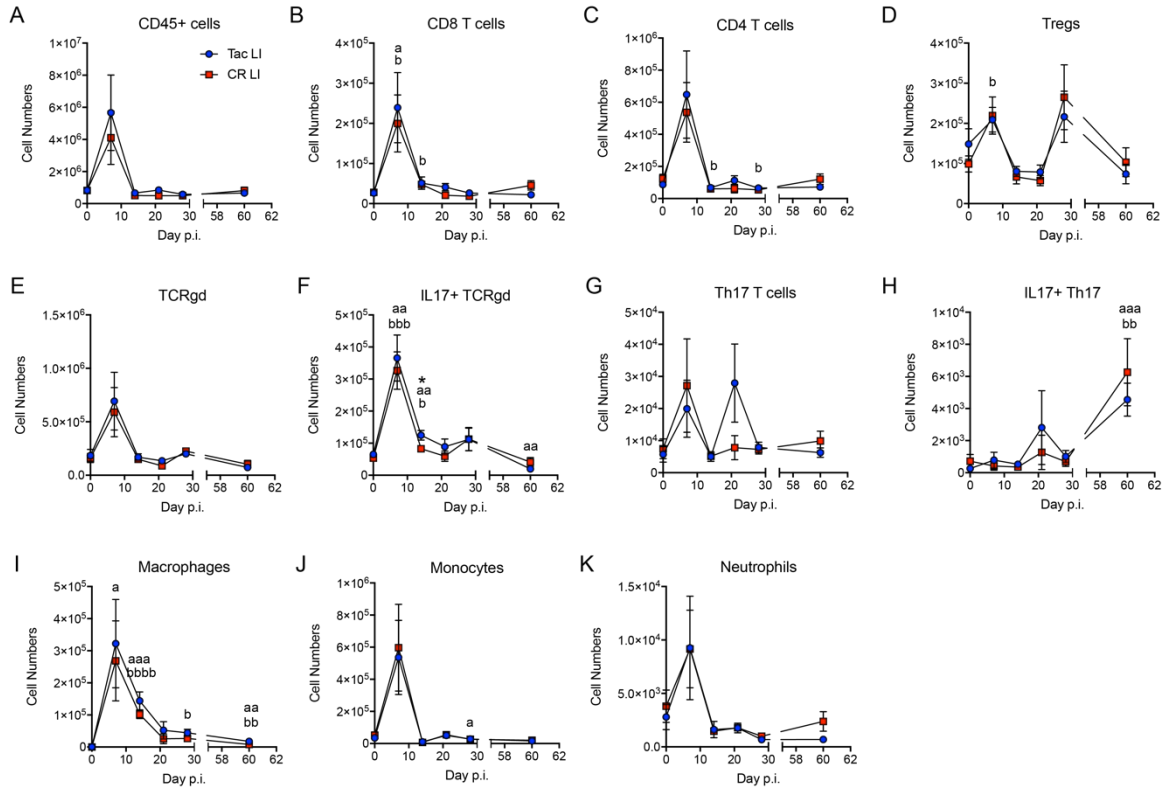 A
CD45+ cells
1×10⁷
8×10⁶
6×10⁶
4×10⁶
2×10⁶
0
Cell Numbers
Tac LI
CR LI
0 10 20 30 58 60 62
Day p.i.
B
CD8 T cells
4×10⁵
3×10⁵
2×10⁵
1×10⁵
0
Cell Numbers
a
b
b
0 10 20 30 58 60 62
Day p.i.
C
CD4 T cells
1×10⁶
8×10⁵
6×10⁵
4×10⁵
2×10⁵
0
Cell Numbers
b b
0 10 20 30 58 60 62
Day p.i.
D
Tregs
4×10⁵
3×10⁵
2×10⁵
1×10⁵
0
Cell Numbers
b
0 10 20 30 58 60 62
Day p.i.
E
TCRgd
1.5×10⁶
1.0×10⁶
5.0×10⁵
0.0
Cell Numbers
0 10 20 30 58 60 62
Day p.i.
F
IL17+ TCRgd
5×10⁵
4×10⁵
3×10⁵
2×10⁵
1×10⁵
0
Cell Numbers
aa
bbb
*
aa
b
aa
0 10 20 30 58 60 62
Day p.i.
G
Th17 T cells
5×10⁴
4×10⁴
3×10⁴
2×10⁴
1×10⁴
0
Cell Numbers
0 10 20 30 58 60 62
Day p.i.
H
IL17+ Th17
1×10⁴
8×10³
6×10³
4×10³
2×10³
0
Cell Numbers
aaa
bb
0 10 20 30 58 60 62
Day p.i.
I
Macrophages
5×10⁵
4×10⁵
3×10⁵
2×10⁵
1×10⁵
0
Cell Numbers
a
aaa
bbbb
b
aa
bb
0 10 20 30 58 60 62
Day p.i.
J
Monocytes
1×10⁶
8×10⁵
6×10⁵
4×10⁵
2×10⁵
0
Cell Numbers
a
0 10 20 30 58 60 62
Day p.i.
K
Neutrophils
1.5×10⁴
1.0×10⁴
5.0×10³
0.0
Cell Numbers
0 10 20 30 58 60 62
Day p.i.